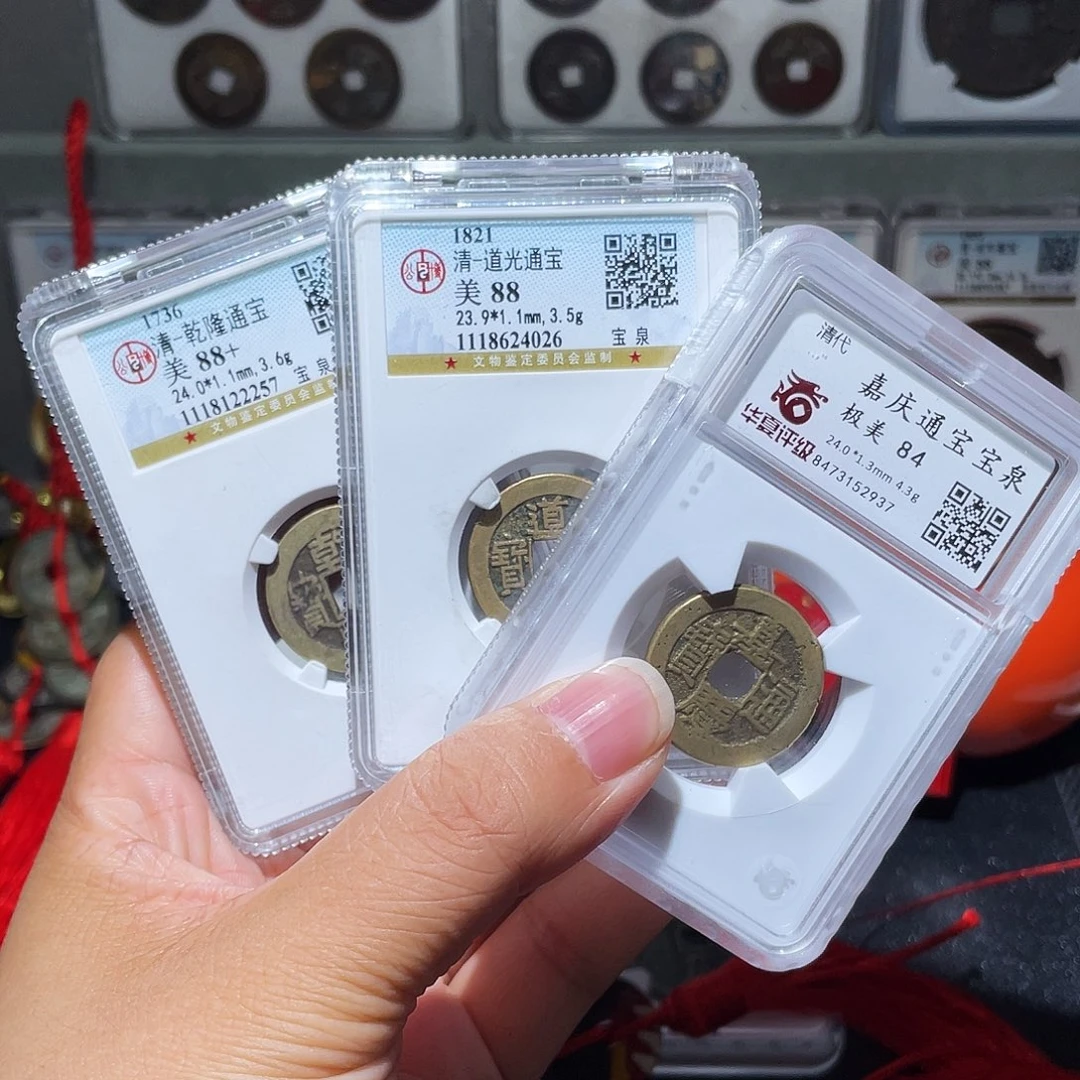 1736
清-乾隆通宝
美 88+
24.0*1.1mm, 3.6g
宝 泉
1118122257
文物鉴定委员会监制
1821
清-道光通宝
美 88
23.9*1.1mm, 3.5g
1118624026
宝 泉
文物鉴定委员会监制
道
寶
清代
嘉庆通宝宝泉
极美 84
24.0*1.3mm 4.3g
8473152937
华夏评级